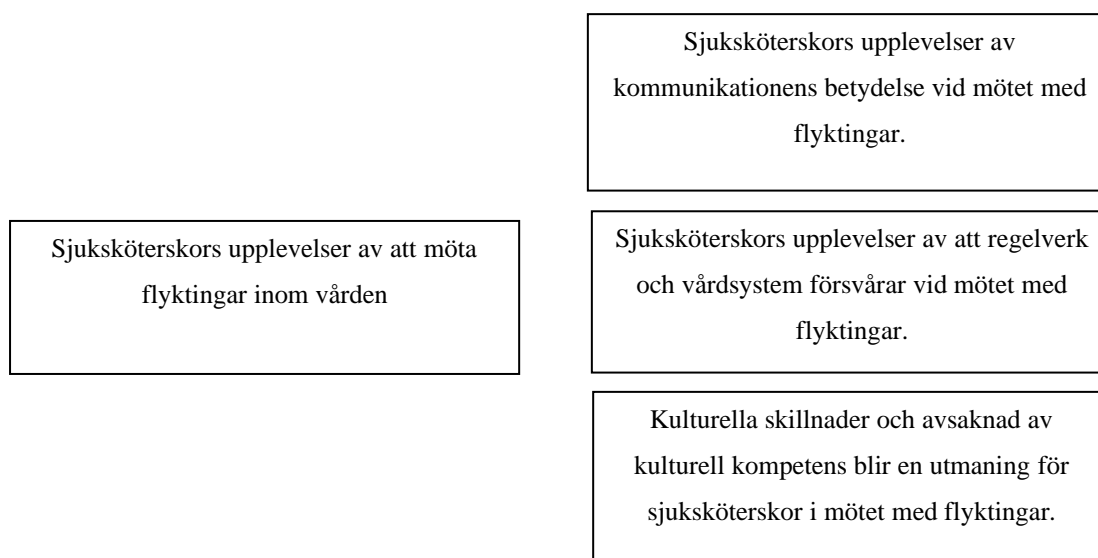 Sjuksköterskors upplevelser av
kommunikationens betydelse vid mötet med
flyktingar.
Sjuksköterskors upplevelser av att möta
flyktingar inom vården
Sjuksköterskors upplevelser av att regelverk
och vårdsystem försvårar vid mötet med
flyktingar.
Kulturella skillnader och avsaknad av
kulturell kompetens blir en utmaning för
sjuksköterskor i mötet med flyktingar.